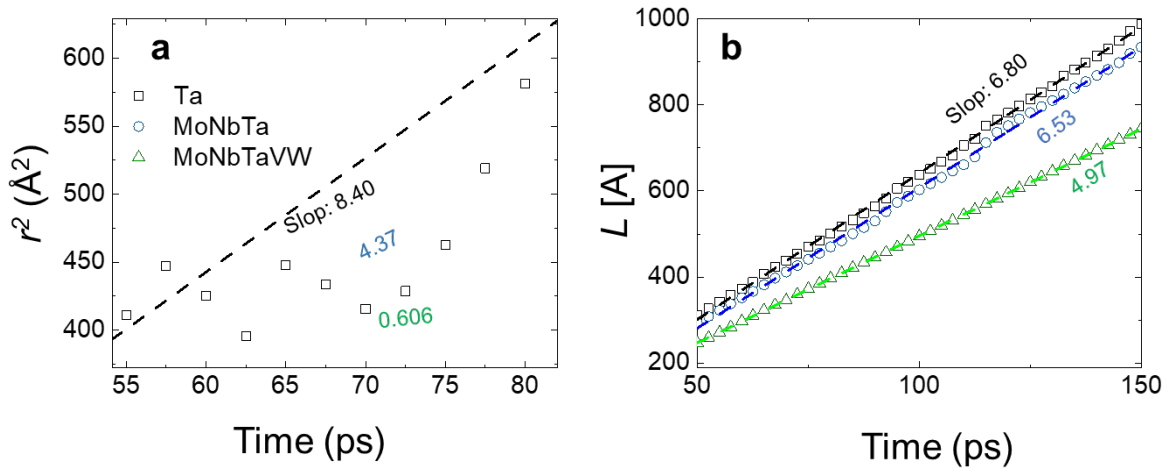 a
r² (Å²)
600
550
500
450
400
Ta
MoNbTa
MoNbTaVW
Slop: 8.40
4.37
0.606
55
60
65
70
75
80
Time (ps)
b
L [A]
1000
800
600
400
200
Slop: 6.80
6.53
4.97
50
100
150
Time (ps)